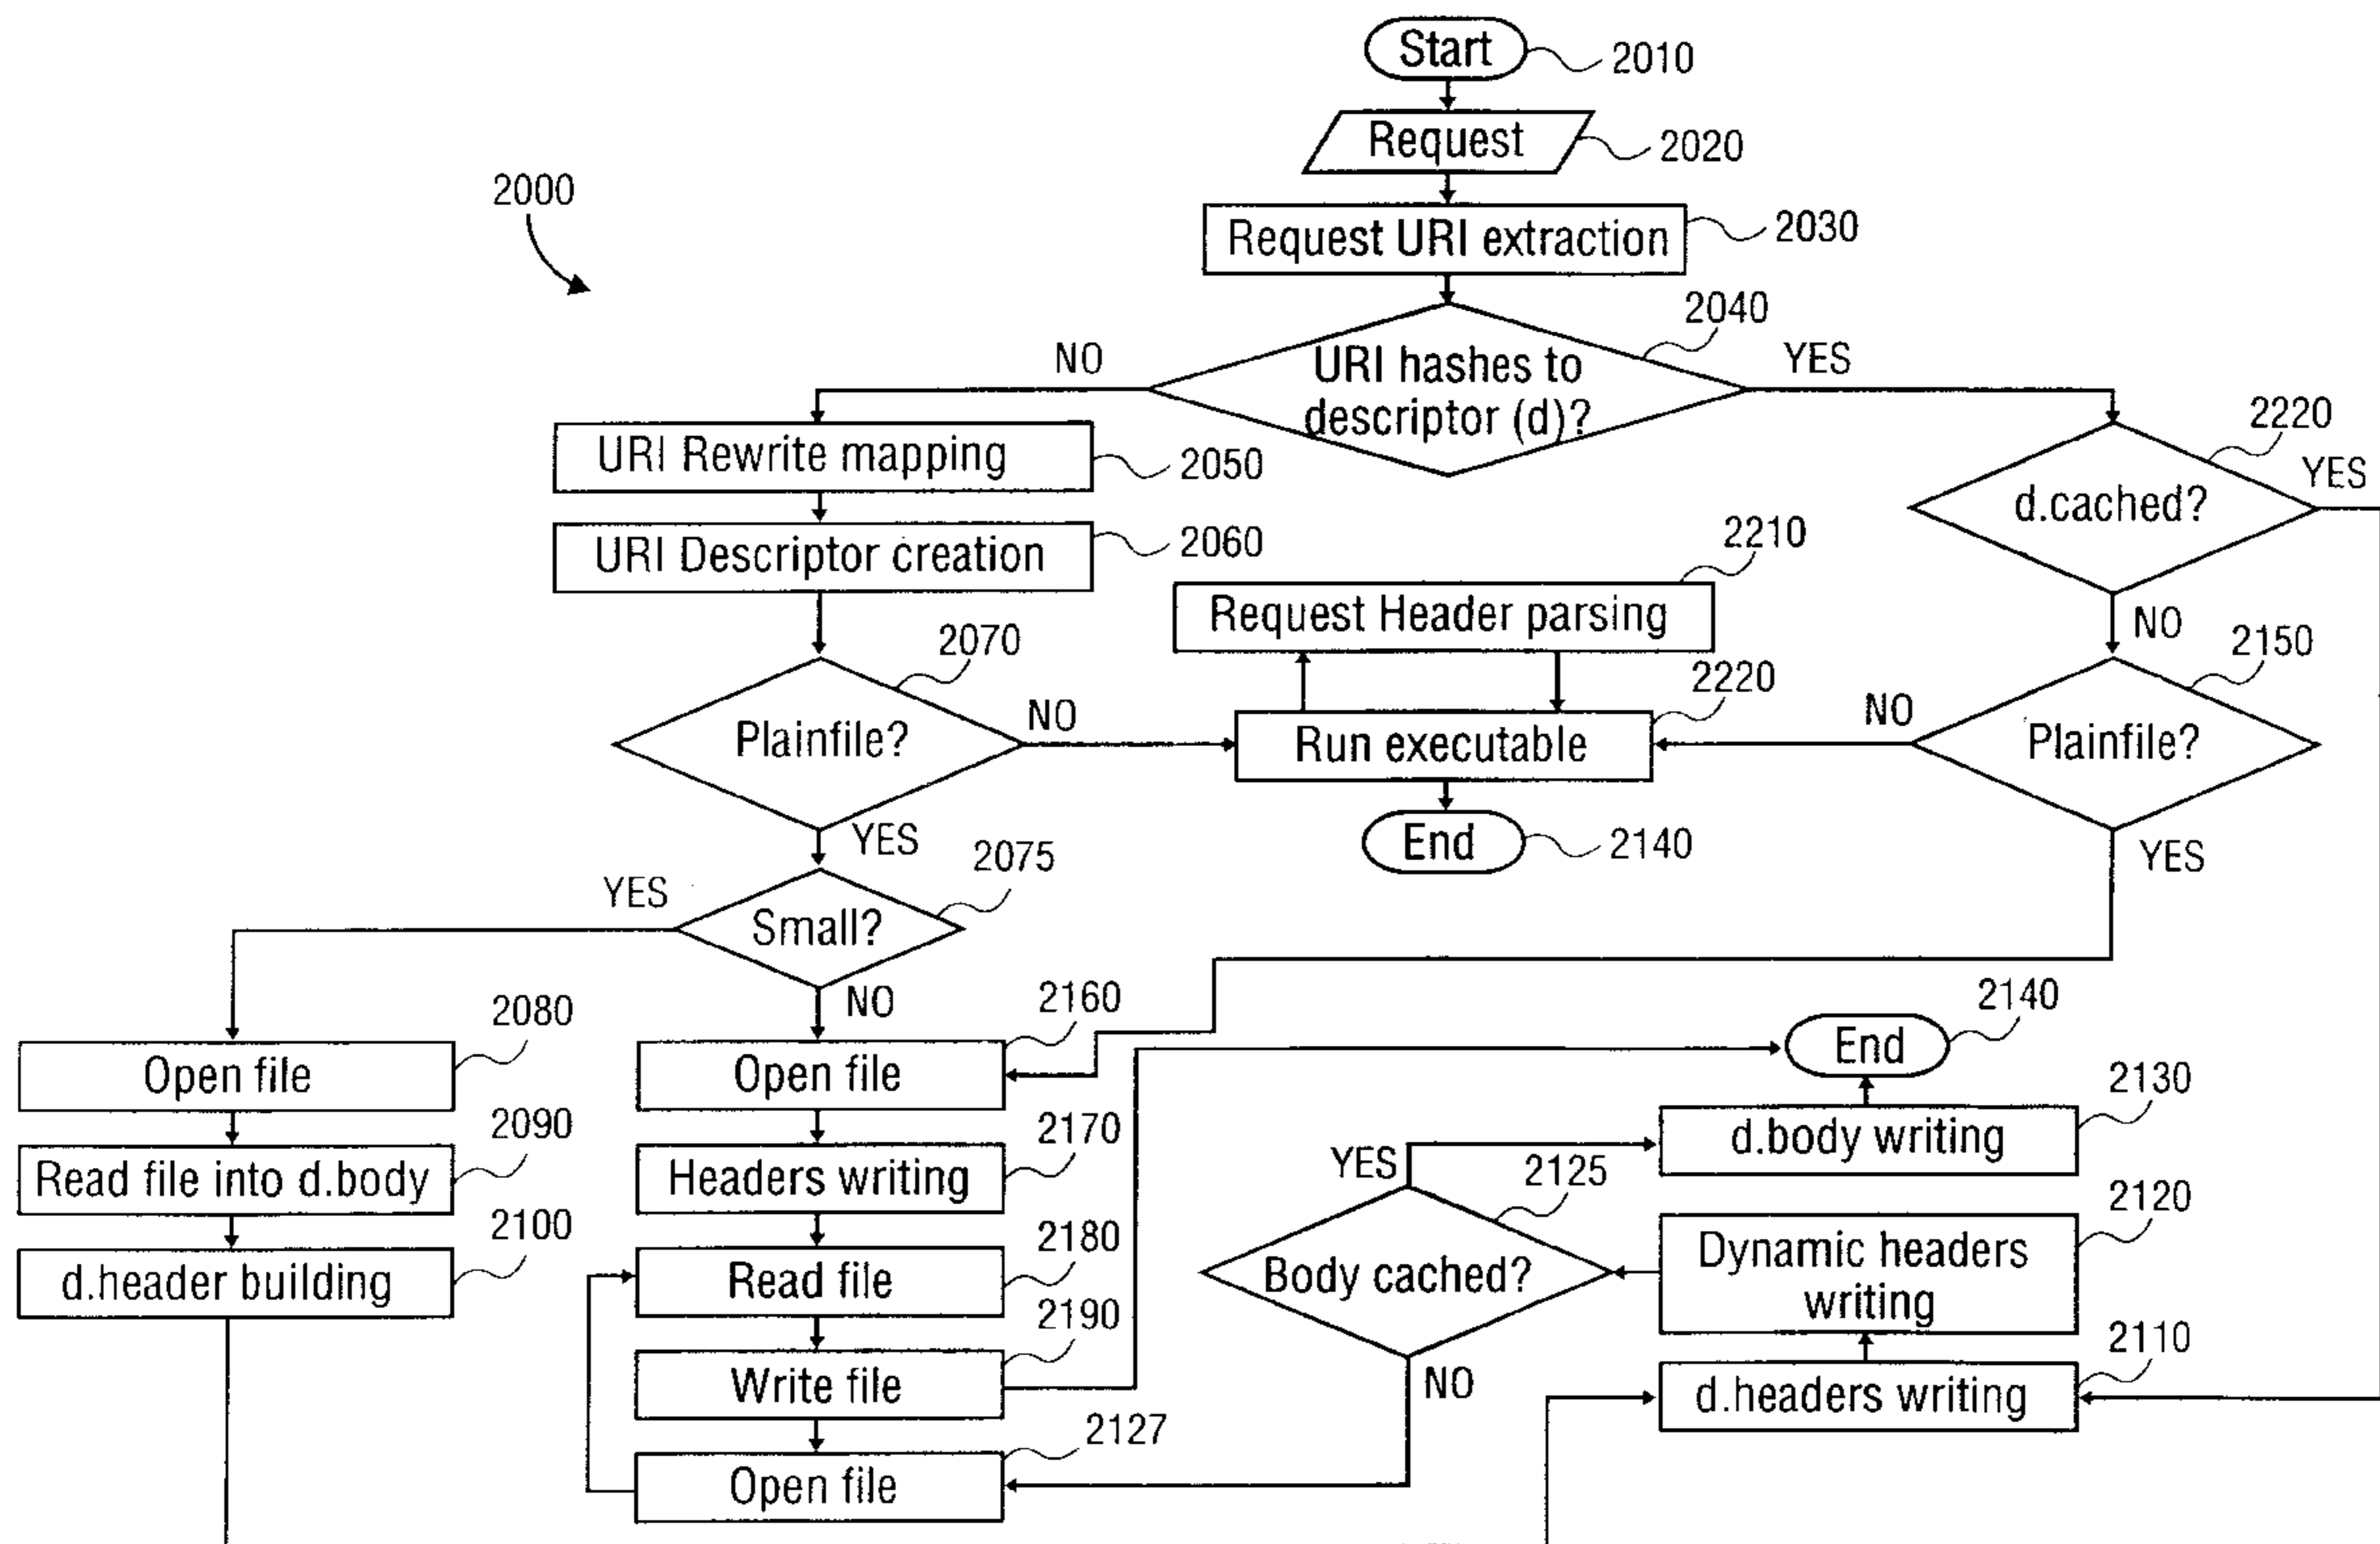 Start
2010
Request
2020
2000
Request URI extraction
2030
2040
NO
URI hashes to
descriptor (d)?
YES
URI Rewrite mapping
2050
2220
d.cached?
YES
URI Descriptor creation
2060
2210
Request Header parsing
NO
2070
Plainfile?
NO
2220
Run executable
NO
2150
Plainfile?
YES
End
2140
YES
YES
2075
Small?
NO
2080
Open file
2160
Open file
End
2140
2090
Read file into d.body
2170
Headers writing
YES
2125
Body cached?
NO
2130
d.body writing
2100
d.header building
2180
Read file
2120
Dynamic headers
writing
2190
Write file
2110
d.headers writing
2127
Open file